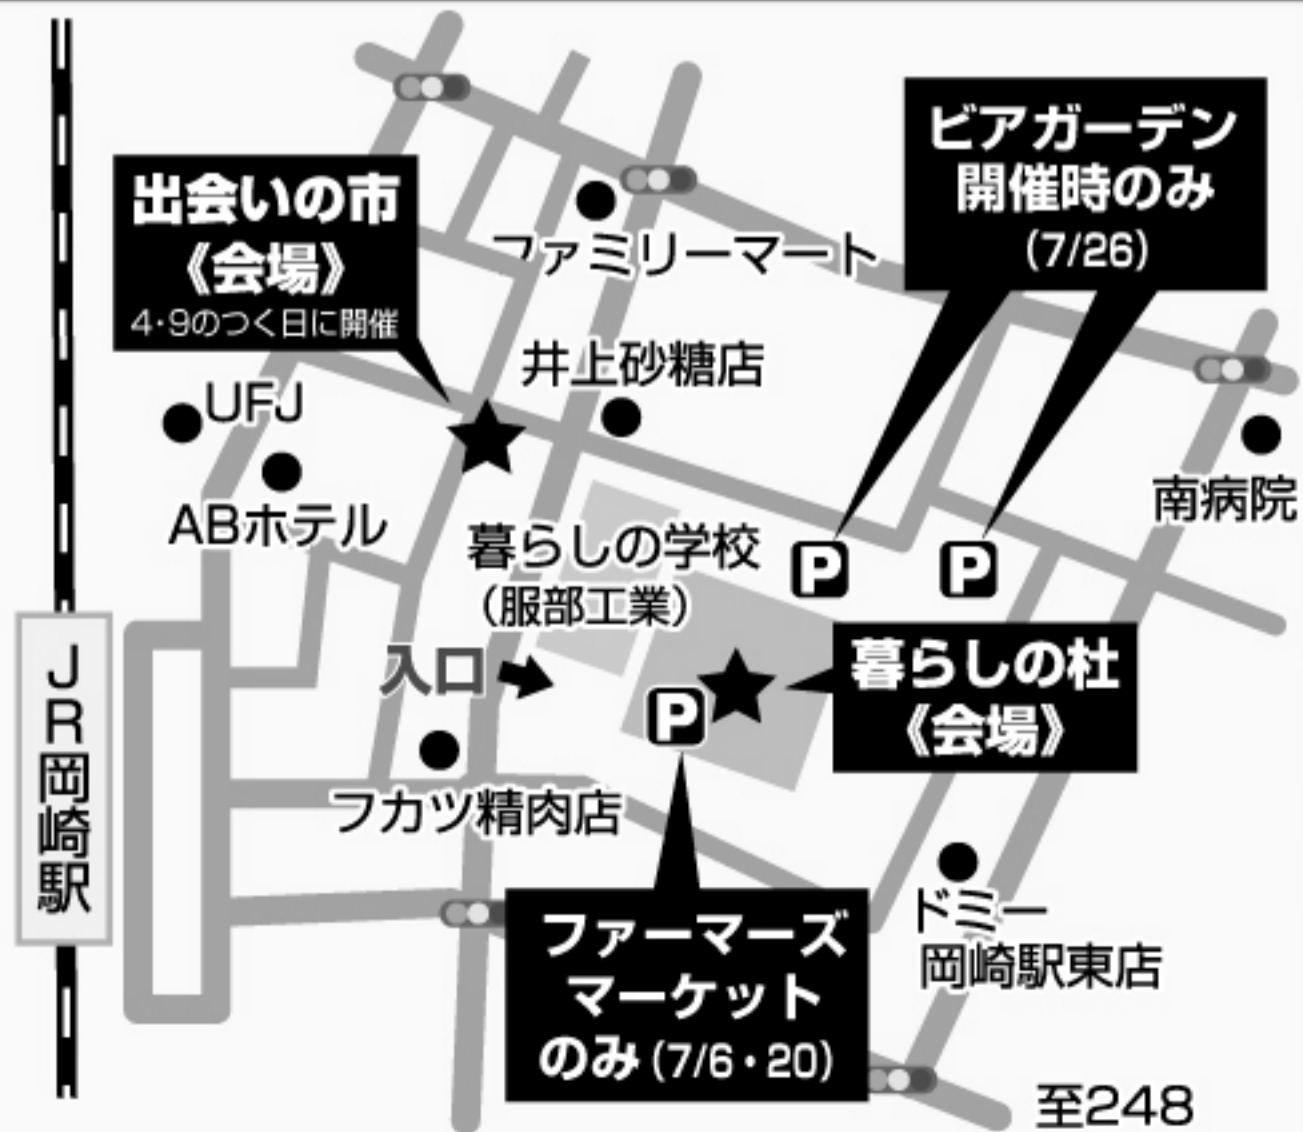 ビアガーデン
開催時のみ
(7/26)
出会いの市
《会場》
4・9のつく日に開催
ファミリーマート
井上砂糖店
UFJ
ABホテル
南病院
暮らしの学校
(服部工業)
P
P
入口
P
暮らしの杜
《会場》
JR岡崎駅
フカツ精肉店
ドミー
岡崎駅東店
ファーマーズ
マーケット
のみ(7/6・20)
至248